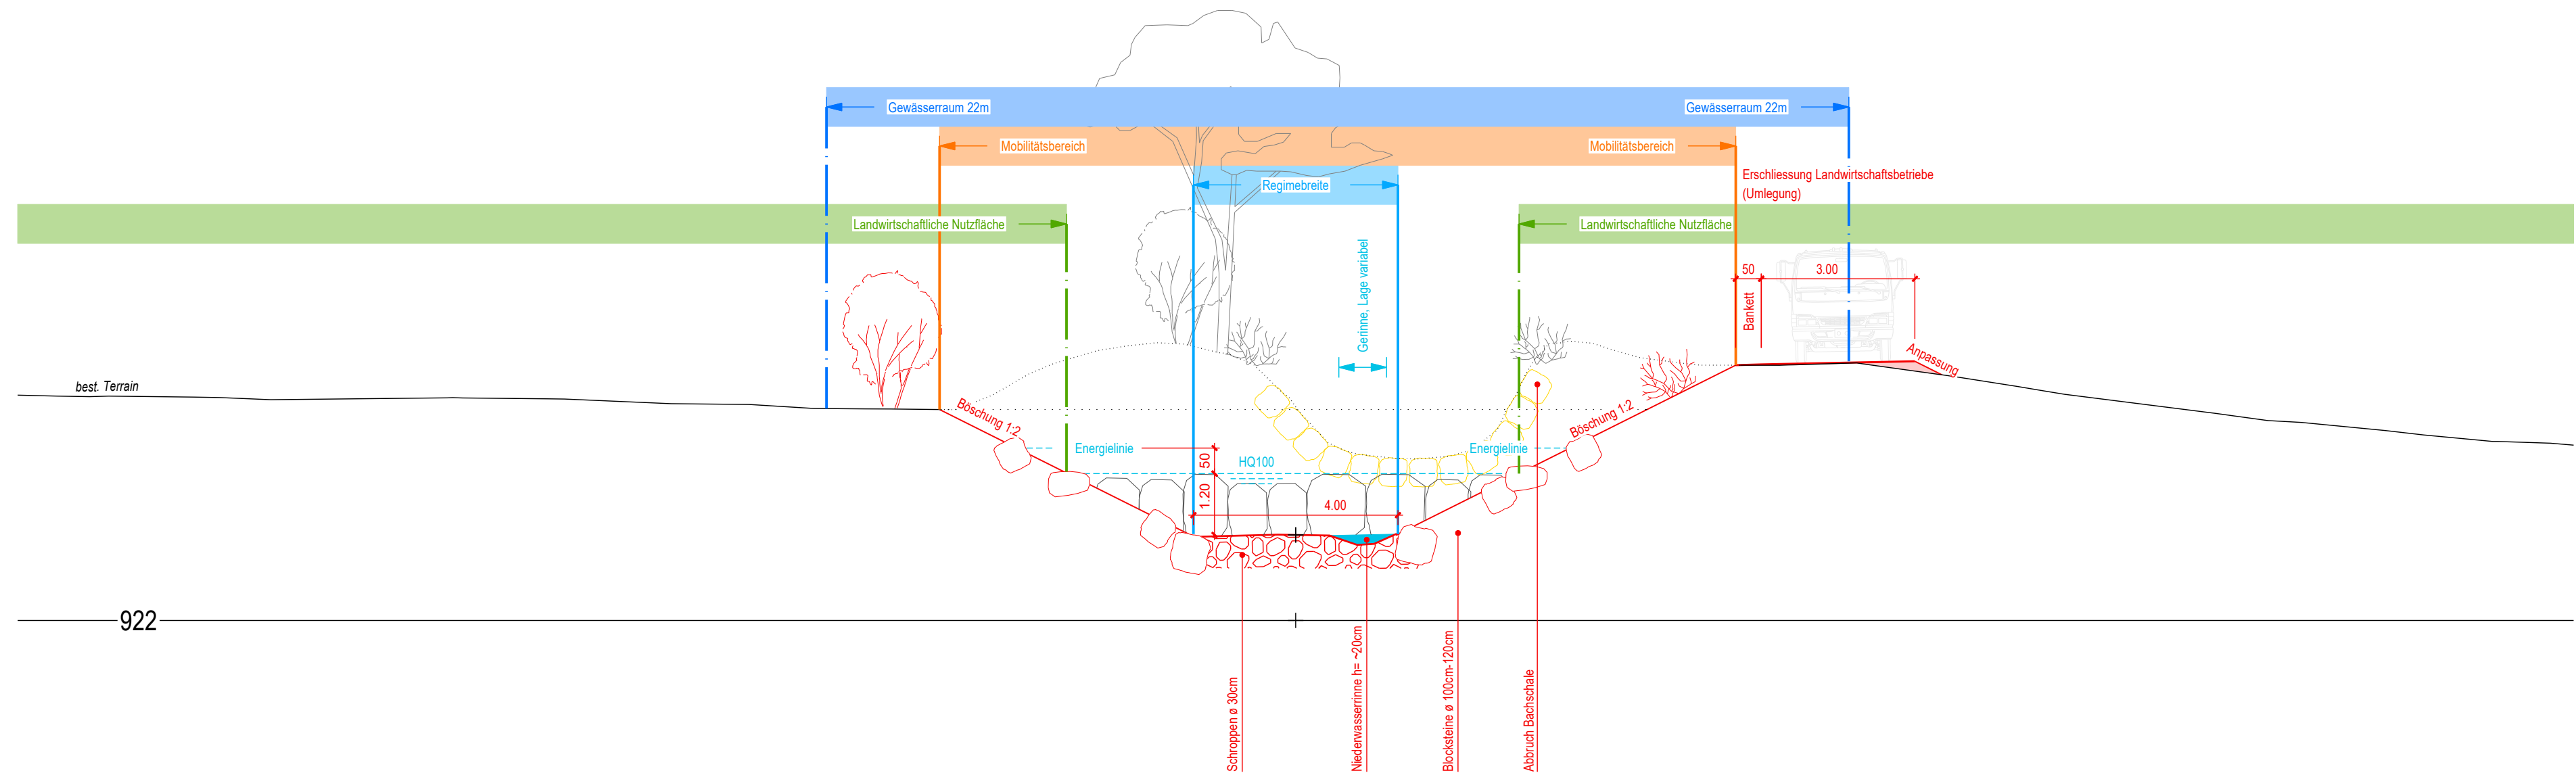 Gewässerraum 22m
Gewässerraum 22m
Mobilitätsbereich
Mobilitätsbereich
Erschliessung Landwirtschaftsbetriebe
(Umlegung)
Regimebreite
Landwirtschaftliche Nutzfläche
Landwirtschaftliche Nutzfläche
Gerinne, Lage variabel
50
3.00
Bankett
Anpassung
best. Terrain
Böschung 1:2
Böschung 1:2
Energielinie
Energielinie
50
HQ100
1.20
4.00
922
Schroppen ø 30cm
Niederwasserrinne h= ~20cm
Blocksteine ø 100cm-120cm
Abbruch Bachschale